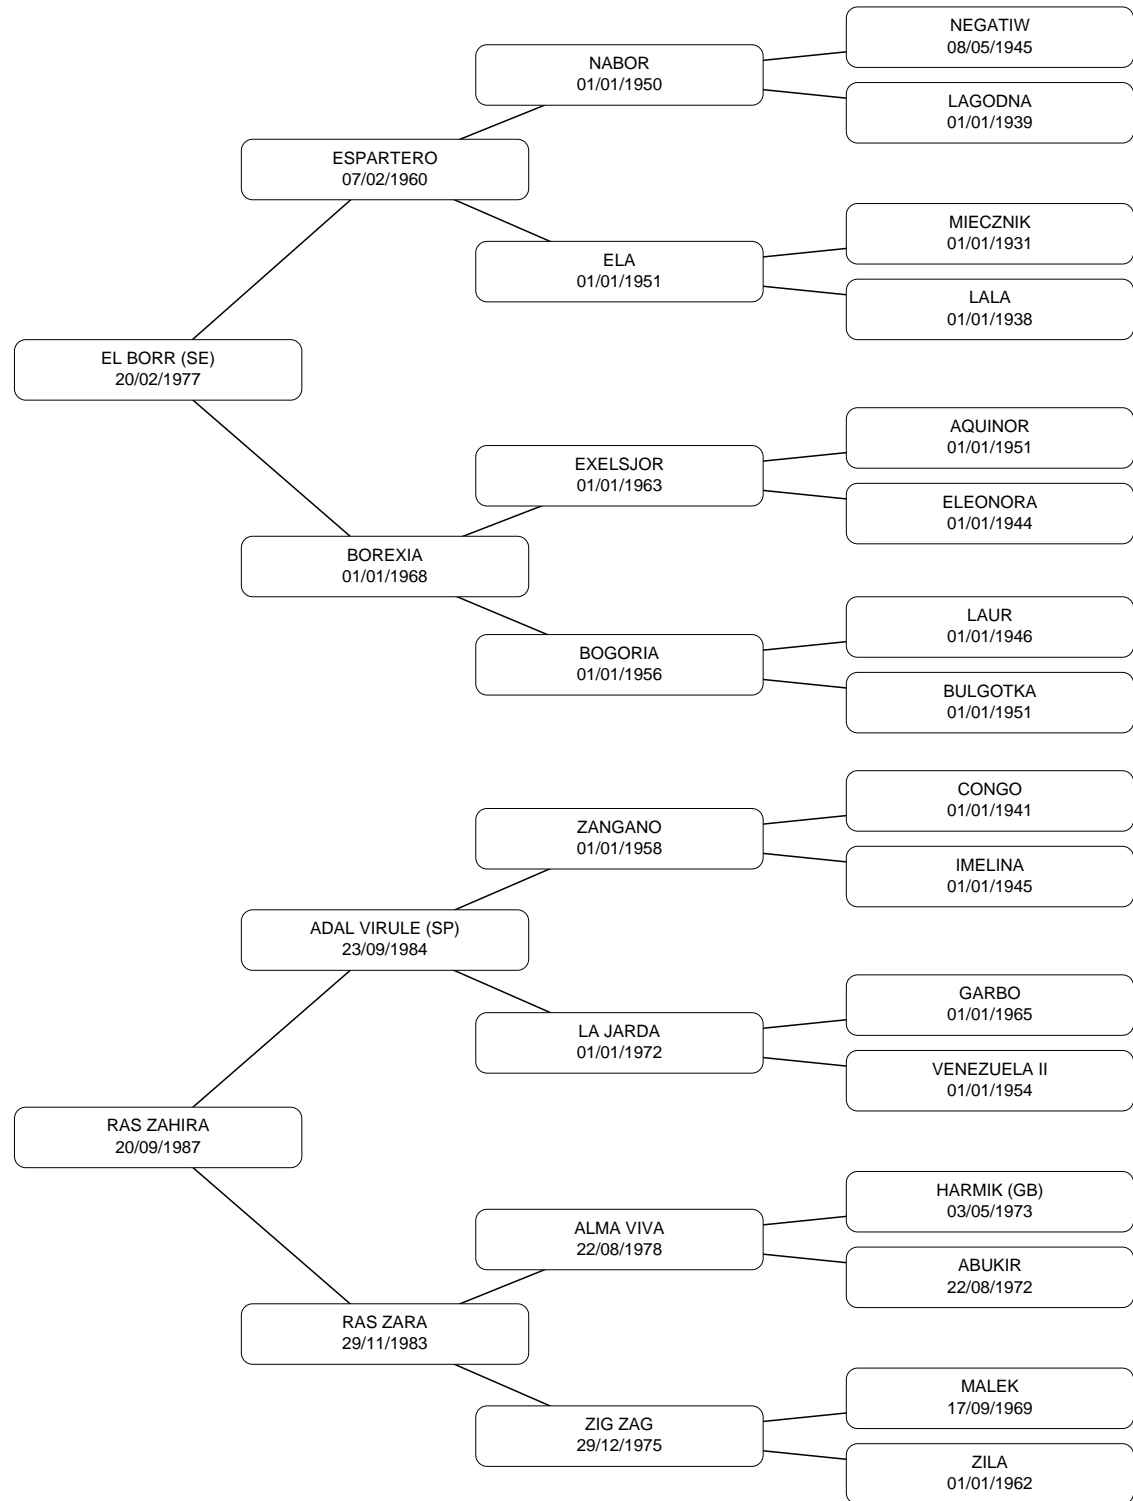 NEGATIW
08/05/1945
NABOR
01/01/1950
LAGODNA
01/01/1939
ESPARTERO
07/02/1960
MIECZNIK
01/01/1931
ELA
01/01/1951
LALA
01/01/1938
EL BORR (SE)
20/02/1977
AQUINOR
01/01/1951
EXELSJOR
01/01/1963
ELEONORA
01/01/1944
BOREXIA
01/01/1968
LAUR
01/01/1946
BOGORIA
01/01/1956
BULGOTKA
01/01/1951
CONGO
01/01/1941
ZANGANO
01/01/1958
IMELINA
01/01/1945
ADAL VIRULE (SP)
23/09/1984
GARBO
01/01/1965
LA JARDA
01/01/1972
VENEZUELA II
01/01/1954
RAS ZAHIRA
20/09/1987
HARMIK (GB)
03/05/1973
ALMA VIVA
22/08/1978
ABUKIR
22/08/1972
RAS ZARA
29/11/1983
MALEK
17/09/1969
ZIG ZAG
29/12/1975
ZILA
01/01/1962